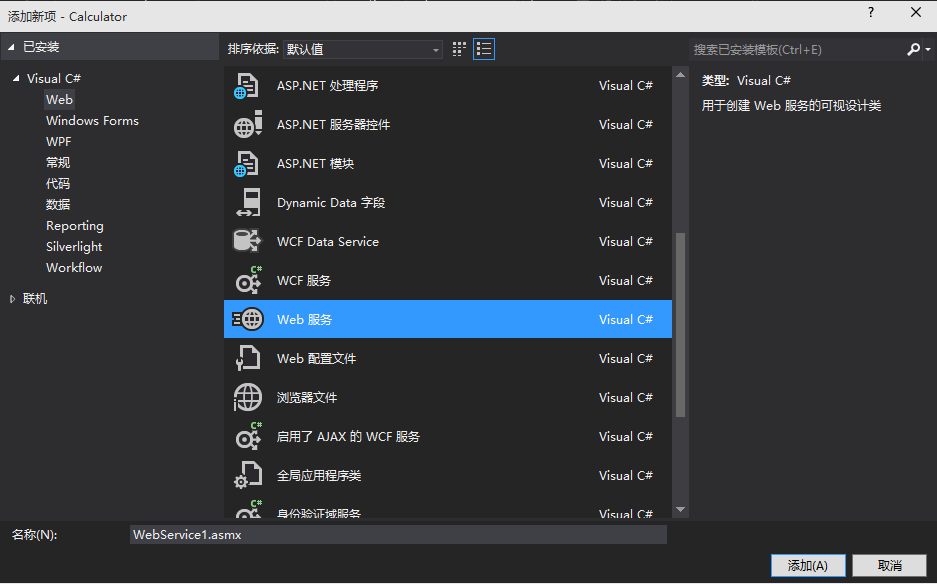 添加新项 - Calculator
已安装
排序依据: 默认值
搜索已安装模板(Ctrl+E)
Visual C#
Web
Windows Forms
WPF
常规
代码
数据
Reporting
Silverlight
Workflow
联机
ASP.NET 处理程序 Visual C#
ASP.NET 服务器控件 Visual C#
ASP.NET 模块 Visual C#
Dynamic Data 字段 Visual C#
WCF Data Service Visual C#
C#
WCF 服务 Visual C#
Web 服务 Visual C#
Web 配置文件 Visual C#
浏览器文件 Visual C#
C#
启用了 AJAX 的 WCF 服务 Visual C#
全局应用程序类 Visual C#
C#
身份验证域服务 Visual C#
类型: Visual C#
用于创建 Web 服务的可视设计类
名称(N): WebService1.asmx
添加(A) 取消